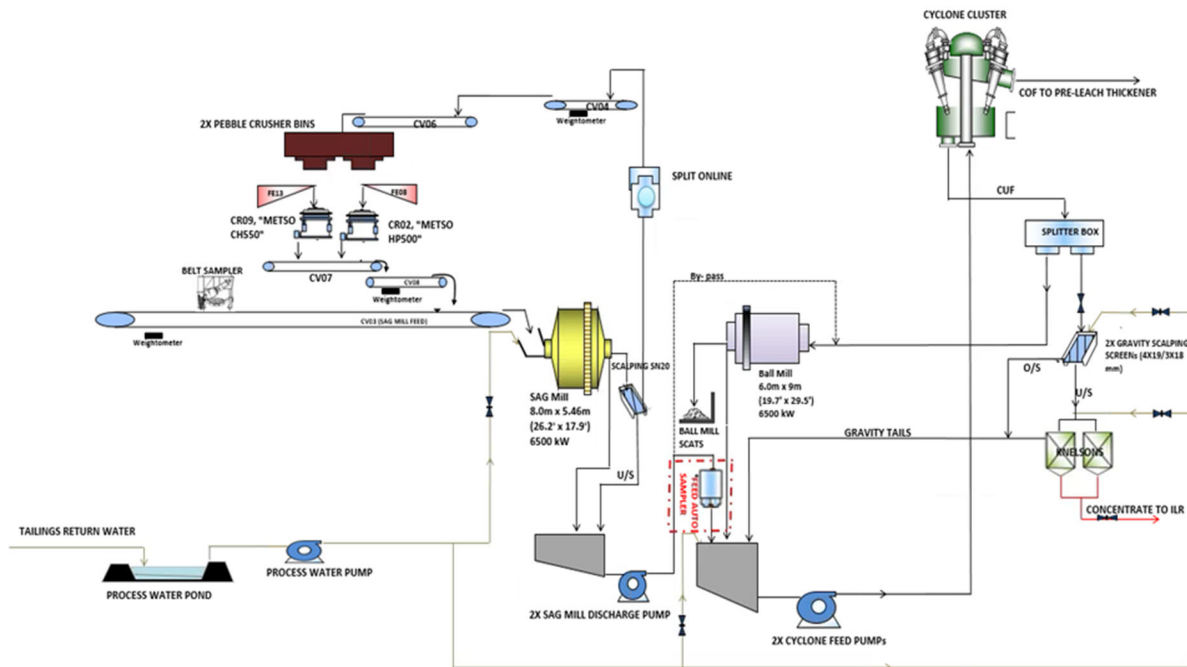 CYCLONE CLUSTER
COF TO PRE-LEACH THICKENER
CV04
Weightometer
CV06
2X PEBBLE CRUSHER BINS
SPLIT ONLINE
FE13
FE08
CUF
CR09, "METSO
CH550"
CR02, "METSO
HP500"
SPLITTER BOX
BELT SAMPLER
CV07
CV08
Weightometer
By- pass
CV03 (SAG MILL FEED)
Weightometer
2X GRAVITY SCALPING
SCREENs (4X19/3X18
mm)
O/S
U/S
SCALPING SN20
SAG Mill
8.0m x 5.46m
(26.2' x 17.9')
6500 kW
Ball Mill
6.0m x 9m
(19.7' x 29.5')
6500 kW
BALL MILL
SCATS
GRAVITY TAILS
KNELSONS
U/S
FEED AUTO
SAMPLER
CONCENTRATE TO ILR
TAILINGS RETURN WATER
PROCESS WATER PUMP
PROCESS WATER POND
2X SAG MILL DISCHARGE PUMP
2X CYCLONE FEED PUMPs